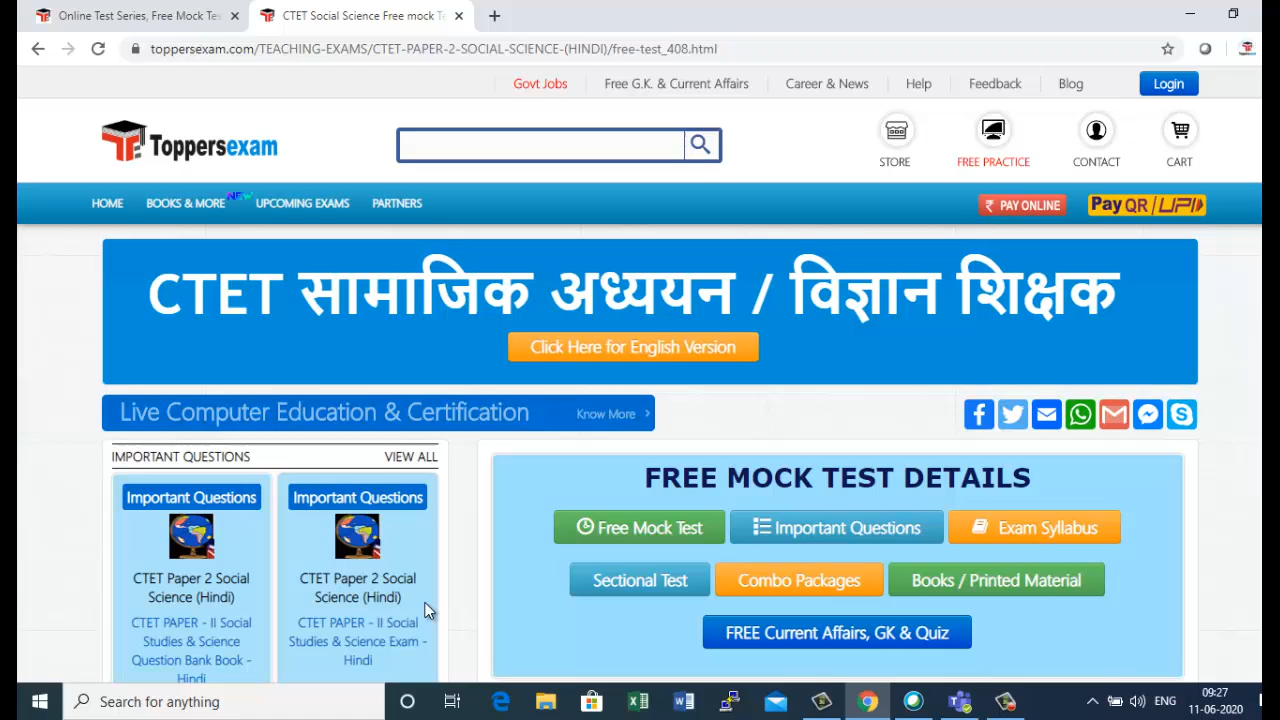 Online Test Series, Free Mock Tes
CTET Social Science Free mock Te
toppersexam.com/TEACHING-EXAMS/CTET-PAPER-2-SOCIAL-SCIENCE-(HINDI)/free-test_408.html
Govt Jobs Free G.K. & Current Affairs Career & News Help Feedback Blog Login
Toppersexam
STORE FREE PRACTICE CONTACT CART
HOME BOOKS & MORE NEW UPCOMING EXAMS PARTNERS ₹ PAY ONLINE Pay QR / UPI
CTET सामाजिक अध्ययन / विज्ञान शिक्षक
Click Here for English Version
Live Computer Education & Certification Know More
IMPORTANT QUESTIONS VIEW ALL
Important Questions
CTET Paper 2 Social
Science (Hindi)
CTET PAPER - II Social
Studies & Science
Question Bank Book -
Hindi
Important Questions
CTET Paper 2 Social
Science (Hindi)
CTET PAPER - II Social
Studies & Science Exam -
Hindi
FREE MOCK TEST DETAILS
Free Mock Test Important Questions Exam Syllabus
Sectional Test Combo Packages Books / Printed Material
FREE Current Affairs, GK & Quiz
Search for anything
ENG
09:27
11-06-2020